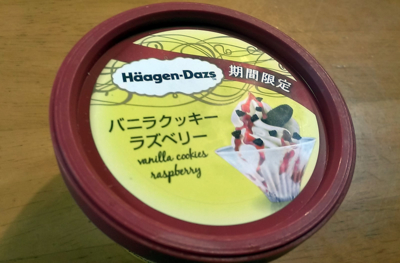 Häagen-Dazs
期間限定
バニラクッキー
ラズベリー
vanilla cookies
raspberry